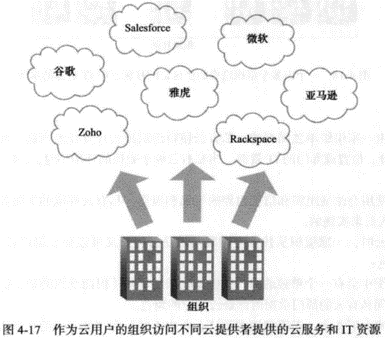 Salesforce
微软
谷歌
雅虎
亚马逊
Zoho
Rackspace
组织
图 4-17 作为云用户的组织访问不同云提供者提供的云服务和 IT 资源